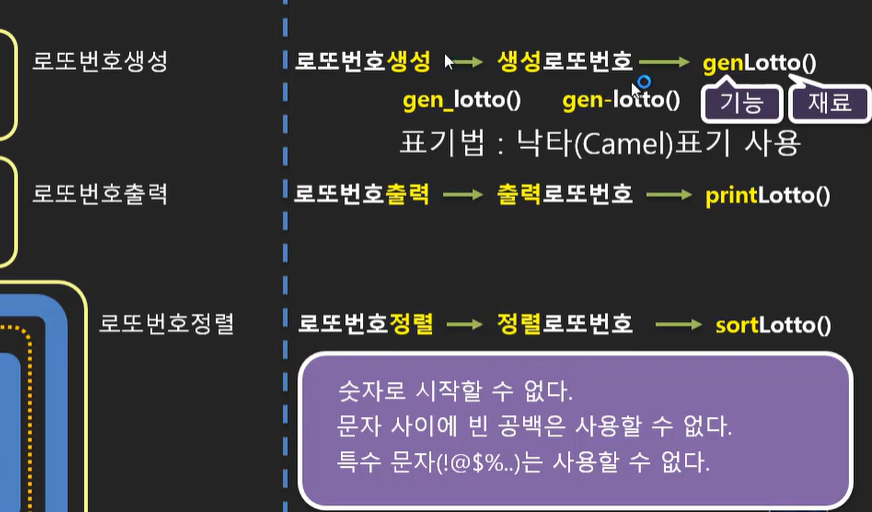 로또번호생성
로또번호생성 생성로또번호 genLotto()
gen_lotto() gen-lotto() 기능 재료
표기법 : 낙타(Camel)표기 사용
로또번호출력
로또번호출력 출력로또번호 printLotto()
로또번호정렬
로또번호정렬 정렬로또번호 sortLotto()
숫자로 시작할 수 없다.
문자 사이에 빈 공백은 사용할 수 없다.
특수 문자(!@$%..)는 사용할 수 없다.